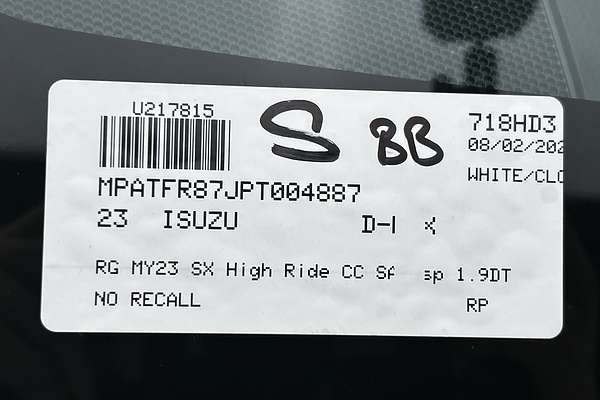 U217815
S BB
718HD3
08/02/202
WHITE/CLO
MPATFR87JPT004887
23 ISUZU D-
RG MY23 SX High Ride CC sp 1.9DT
NO RECALL RP